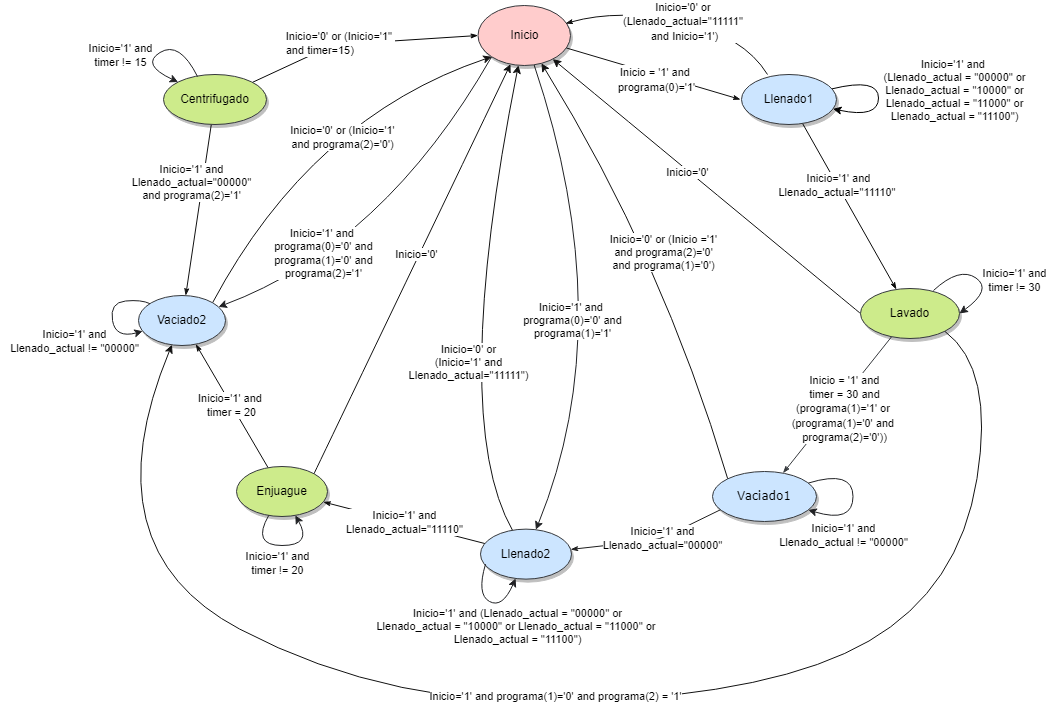 Inicio='0' or
(Llenado_actual="11111"
and Inicio='1')
Inicio
Inicio='0' or (Inicio='1"
and timer=15)
Inicio='1' and
timer != 15
Centrifugado
Inicio = '1' and
programa(0)='1'
Llenado1
Inicio='1' and
(Llenado_actual = "00000" or
Llenado_actual = "10000" or
Llenado_actual = "11000" or
Llenado_actual = "11100")
Inicio='0' or (Inicio='1'
and programa(2)='0')
Inicio='1' and
Llenado_actual="00000"
and programa(2)='1'
Inicio='0'
Inicio='1' and
Llenado_actual="11110"
Inicio='1' and
programa(0)='0' and
programa(1)='0' and
programa(2)='1'
Inicio='0'
Inicio='0' or (Inicio ='1'
and programa(2)='0'
and programa(1)='0')
Inicio='1' and
timer != 30
Lavado
Vaciado2
Inicio='1' and
Llenado_actual != "00000"
Inicio='1' and
programa(0)='0' and
programa(1)='1'
Inicio='0' or
(Inicio='1' and
Llenado_actual="11111")
Inicio = '1' and
timer = 30 and
(programa(1)='1' or
(programa(1)='0' and
programa(2)='0'))
Inicio='1' and
timer = 20
Enjuague
Vaciado1
Inicio='1' and
Llenado_actual="11110"
Inicio='1' and
Llenado_actual="00000"
Inicio='1' and
Llenado_actual != "00000"
Llenado2
Inicio='1' and
timer != 20
Inicio='1' and (Llenado_actual = "00000" or
Llenado_actual = "10000" or Llenado_actual = "11000" or
Llenado_actual = "11100")
Inicio='1' and programa(1)='0' and programa(2) = '1'